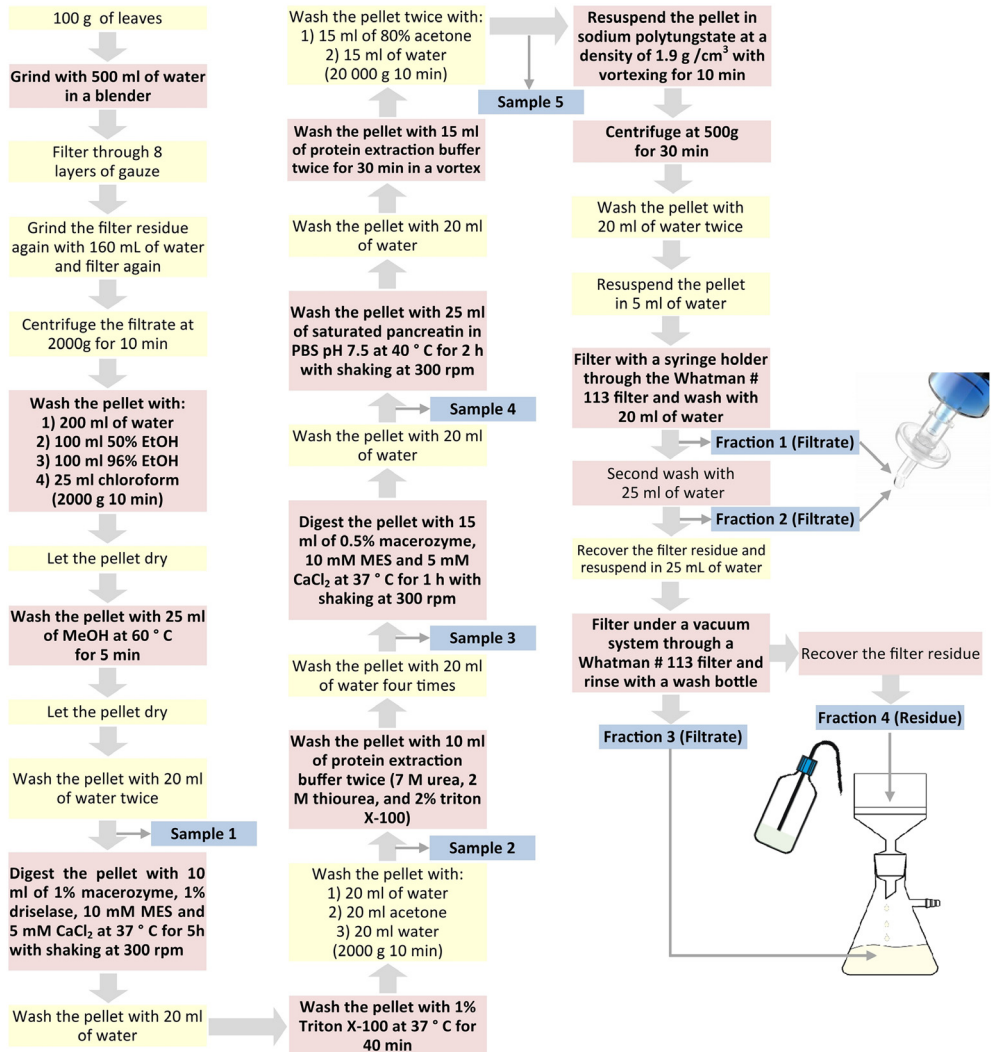 100 g of leaves
Grind with 500 ml of water
in a blender
Filter through 8
layers of gauze
Grind the filter residue
again with 160 mL of water
and filter again
Centrifuge the filtrate at
2000g for 10 min
Wash the pellet with:
1) 200 ml of water
2) 100 ml 50% EtOH
3) 100 ml 96% EtOH
4) 25 ml chloroform
(2000 g 10 min)
Let the pellet dry
Wash the pellet with 25 ml
of MeOH at 60 ° C
for 5 min
Let the pellet dry
Wash the pellet with 20 ml
of water twice
Sample 1
Digest the pellet with 10
ml of 1% macerozyme, 1%
driselase, 10 mM MES and
5 mM CaCl₂ at 37 ° C for 5h
with shaking at 300 rpm
Wash the pellet with 20 ml
of water
Wash the pellet with 1%
Triton X-100 at 37 ° C for
40 min
Wash the pellet with:
1) 20 ml of water
2) 20 ml acetone
3) 20 ml water
(2000 g 10 min)
Sample 2
Wash the pellet with 10 ml
of protein extraction
buffer twice (7 M urea, 2
M thiourea, and 2% triton
X-100)
Wash the pellet with 20 ml
of water four times
Sample 3
Digest the pellet with 15
ml of 0.5% macerozyme,
10 mM MES and 5 mM
CaCl₂ at 37 ° C for 1 h with
shaking at 300 rpm
Wash the pellet with 20 ml
of water
Sample 4
Wash the pellet with 25 ml
of saturated pancreatin in
PBS pH 7.5 at 40 ° C for 2 h
with shaking at 300 rpm
Wash the pellet with 20 ml
of water
Wash the pellet with 15 ml
of protein extraction buffer
twice for 30 min in a vortex
Wash the pellet twice with:
1) 15 ml of 80% acetone
2) 15 ml of water
(20 000 g 10 min)
Sample 5
Resuspend the pellet in
sodium polytungstate at a
density of 1.9 g /cm³ with
vortexing for 10 min
Centrifuge at 500g
for 30 min
Wash the pellet with
20 ml of water twice
Resuspend the pellet
in 5 ml of water
Filter with a syringe holder
through the Whatman #
113 filter and wash with
20 ml of water
Fraction 1 (Filtrate)
Second wash with
25 ml of water
Fraction 2 (Filtrate)
Recover the filter residue and
resuspend in 25 mL of water
Filter under a vacuum
system through a
Whatman # 113 filter and
rinse with a wash bottle
Recover the filter residue
Fraction 3 (Filtrate)
Fraction 4 (Residue)